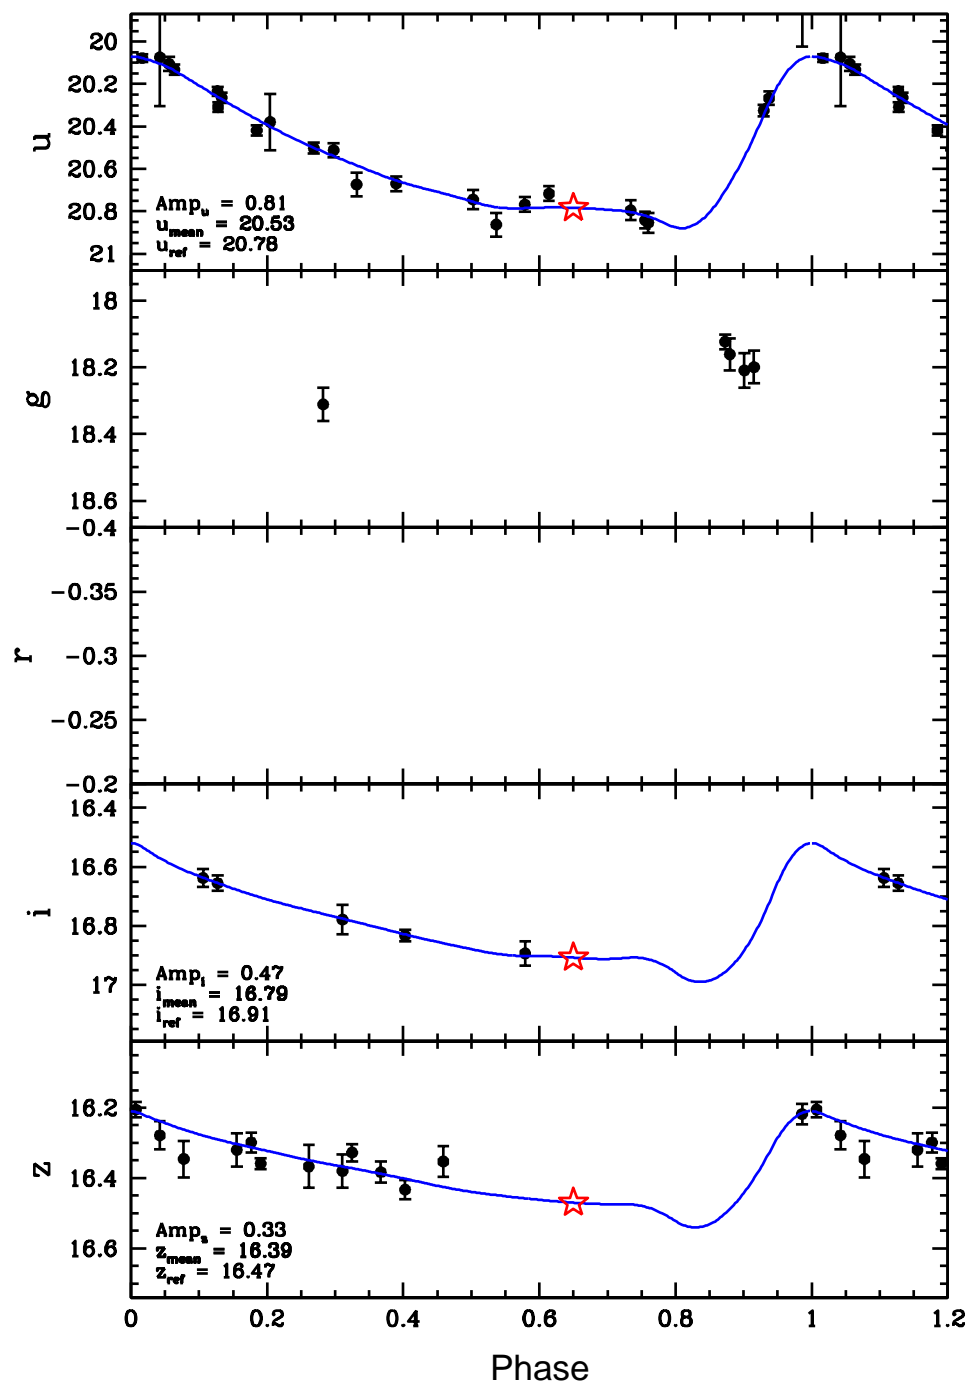 20
20.2
20.4
20.6
20.8
21
u
Amp_u = 0.81
u_mean = 20.53
u_ref = 20.78
18
18.2
18.4
18.6
g
−0.4
−0.35
−0.3
−0.25
−0.2
r
16.4
16.6
16.8
17
i
Amp_i = 0.47
i_mean = 16.79
i_ref = 16.91
16.2
16.4
16.6
z
Amp_z = 0.33
z_mean = 16.39
z_ref = 16.47
0 0.2 0.4 0.6 0.8 1 1.2
Phase